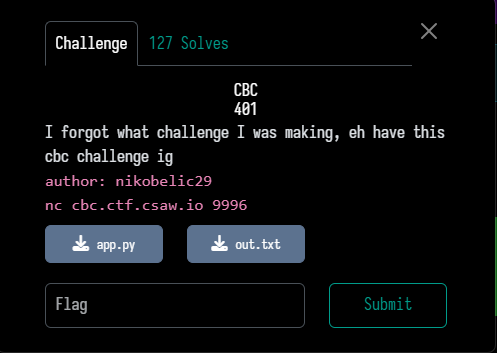 Challenge
127 Solves
CBC
401
I forgot what challenge I was making, eh have this
cbc challenge ig
author: nikobelic29
nc cbc.ctf.csaw.io 9996
app.py
out.txt
Flag
Submit